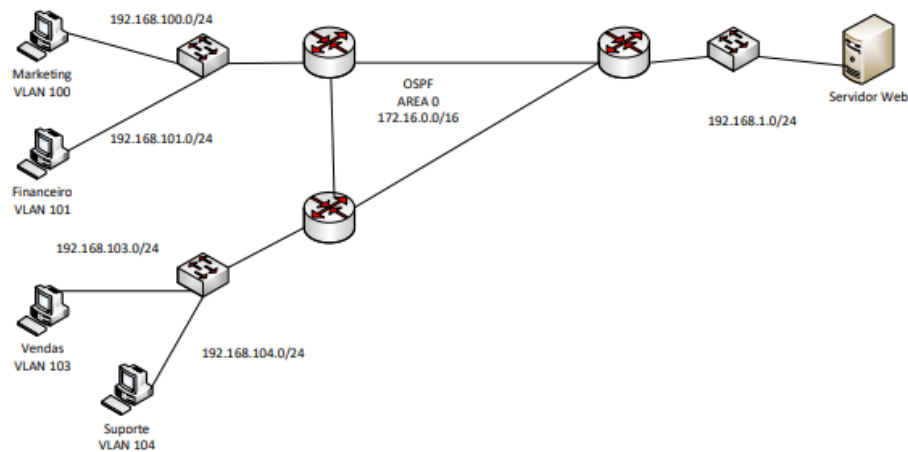 192.168.100.0/24
Marketing
VLAN 100
OSPF
AREA 0
172.16.0.0/16
Servidor Web
192.168.1.0/24
192.168.101.0/24
Financeiro
VLAN 101
192.168.103.0/24
Vendas
VLAN 103
192.168.104.0/24
Suporte
VLAN 104